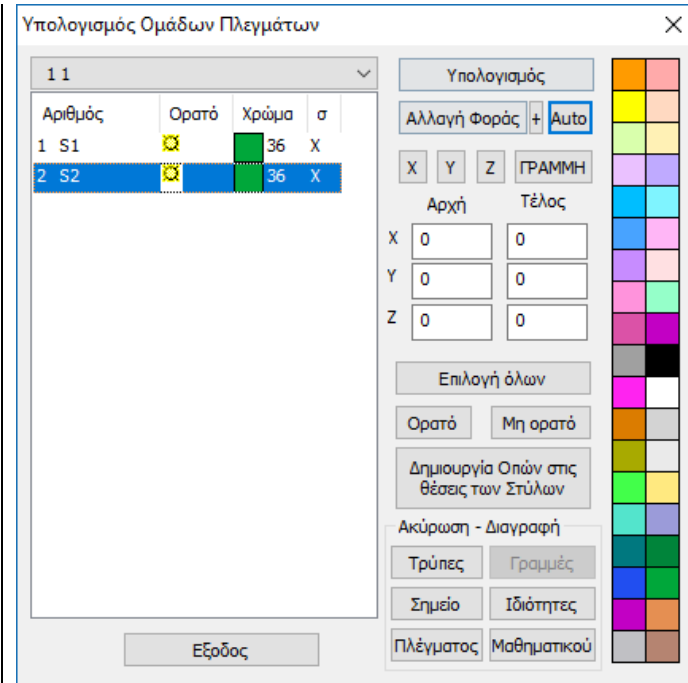 Υπολογισμός Ομάδων Πλεγμάτων
1 1
Αριθμός Ορατό Χρώμα σ
1 S1 36 X
2 S2 36 X
Εξοδος
Υπολογισμός
Αλλαγή Φοράς + Auto
X Y Z ΓΡΑΜΜΗ
Αρχή Τέλος
X 0 0
Y 0 0
Z 0 0
Επιλογή όλων
Ορατό Μη ορατό
Δημιουργία Οπών στις
θέσεις των Στύλων
Ακύρωση - Διαγραφή
Τρύπες Γραμμές
Σημείο Ιδιότητες
Πλέγματος Μαθηματικού